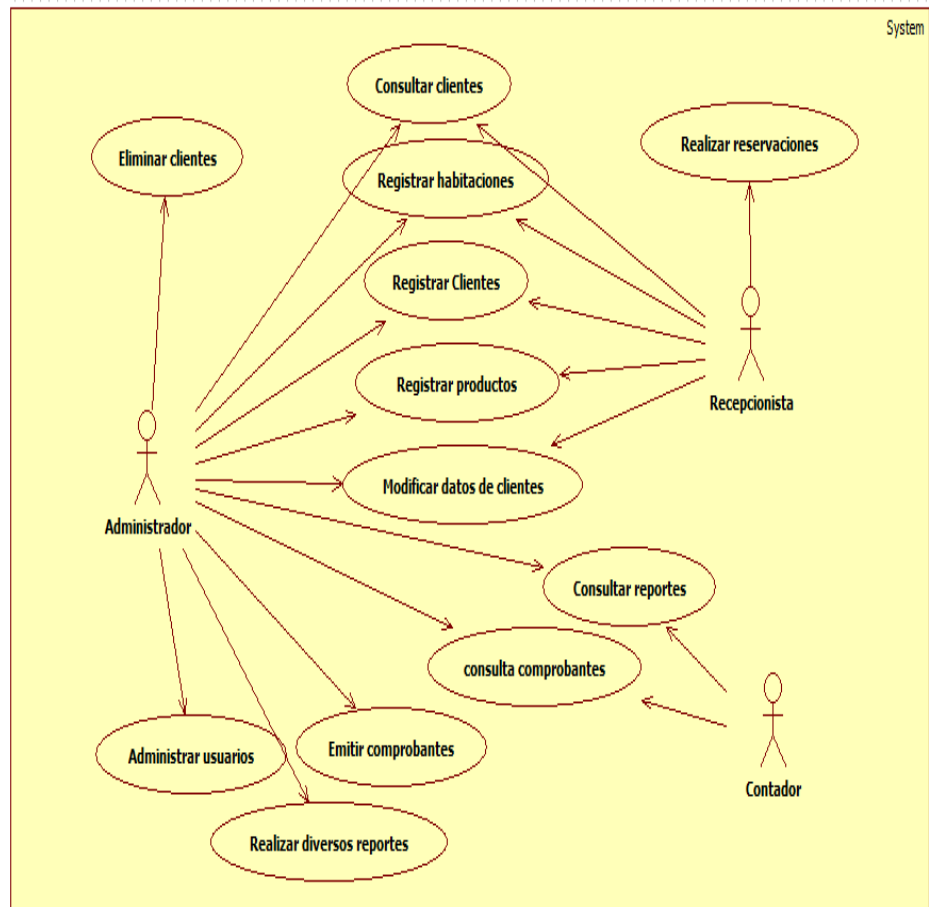 System
Consultar clientes
Eliminar clientes
Realizar reservaciones
Registrar habitaciones
Registrar Clientes
Registrar productos
Recepcionista
Modificar datos de clientes
Administrador
Consultar reportes
consulta comprobantes
Administrar usuarios
Emitir comprobantes
Contador
Realizar diversos reportes